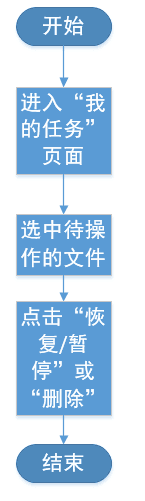 开始
进入“我
的任务”
页面
选中待操
作的文件
点击“恢
复/暂
停”或
“删除”
结束